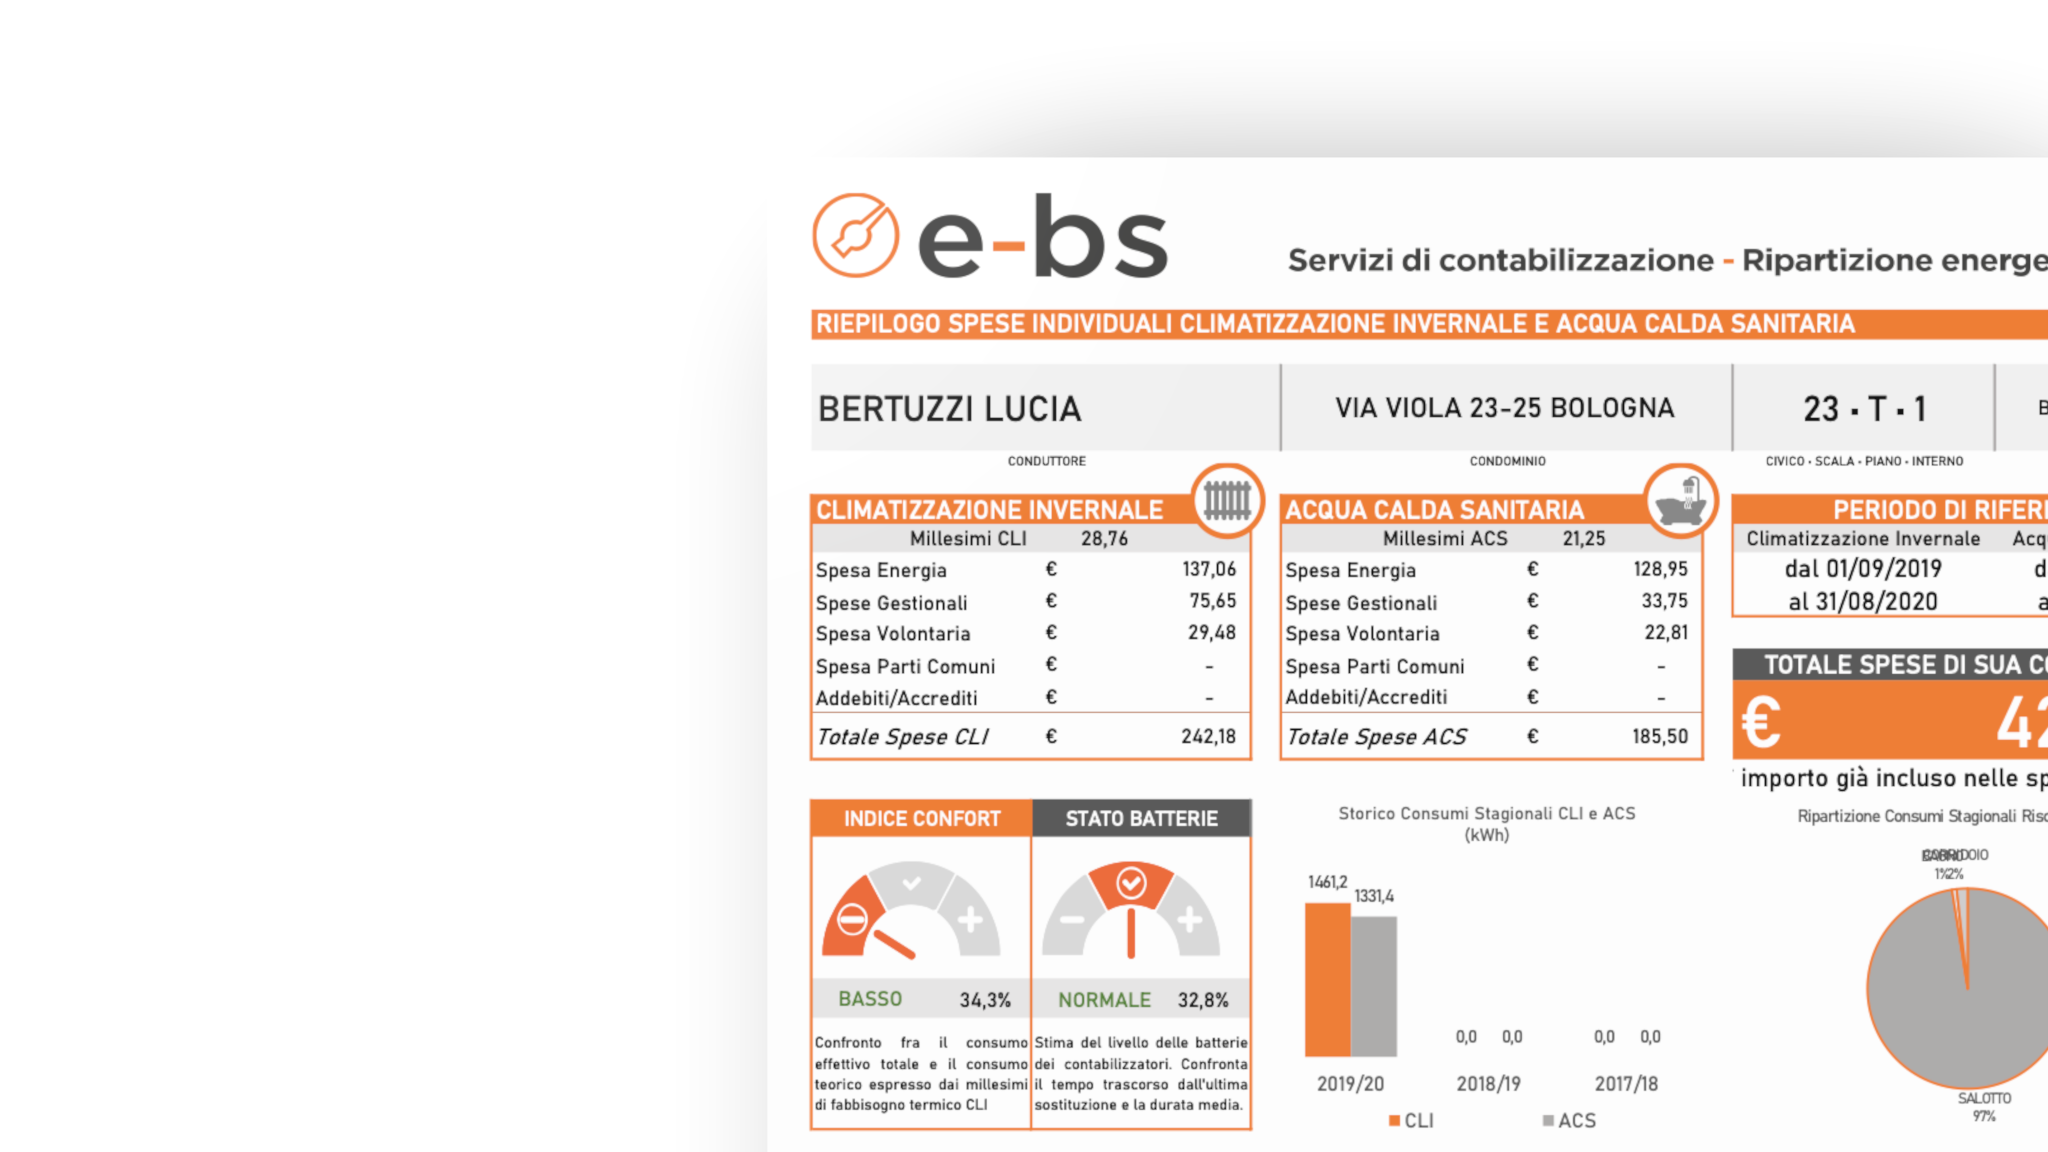 e-bs
Servizi di contabilizzazione - Ripartizione energe
RIEPILOGO SPESE INDIVIDUALI CLIMATIZZAZIONE INVERNALE E ACQUA CALDA SANITARIA
BERTUZZI LUCIA
VIA VIOLA 23-25 BOLOGNA
23 · T · 1
CONDUTTORE
CONDOMINIO
CIVICO · SCALA · PIANO · INTERNO
CLIMATIZZAZIONE INVERNALE
Millesimi CLI 28,76
Spesa Energia € 137,06
Spese Gestionali € 75,65
Spesa Volontaria € 29,48
Spesa Parti Comuni € -
Addebiti/Accrediti € -
Totale Spese CLI € 242,18
ACQUA CALDA SANITARIA
Millesimi ACS 21,25
Spesa Energia € 128,95
Spese Gestionali € 33,75
Spesa Volontaria € 22,81
Spesa Parti Comuni € -
Addebiti/Accrediti € -
Totale Spese ACS € 185,50
PERIODO DI RIFER
Climatizzazione Invernale Acq
dal 01/09/2019 d
al 31/08/2020 a
TOTALE SPESE DI SUA C
€ 42
importo già incluso nelle sp
INDICE CONFORT
BASSO 34,3%
Confronto fra il consumo
effettivo totale e il consumo
teorico espresso dai millesimi
di fabbisogno termico CLI
STATO BATTERIE
NORMALE 32,8%
Stima del livello delle batterie
dei contabilizzatori. Confronta
il tempo trascorso dall'ultima
sostituzione e la durata media.
Storico Consumi Stagionali CLI e ACS
(kWh)
1461,2
1331,4
0,0 0,0 0,0 0,0
2019/20 2018/19 2017/18
CLI ACS
Ripartizione Consumi Stagionali Risc
CORRIDOIO
1% 2%
SALOTTO
97%